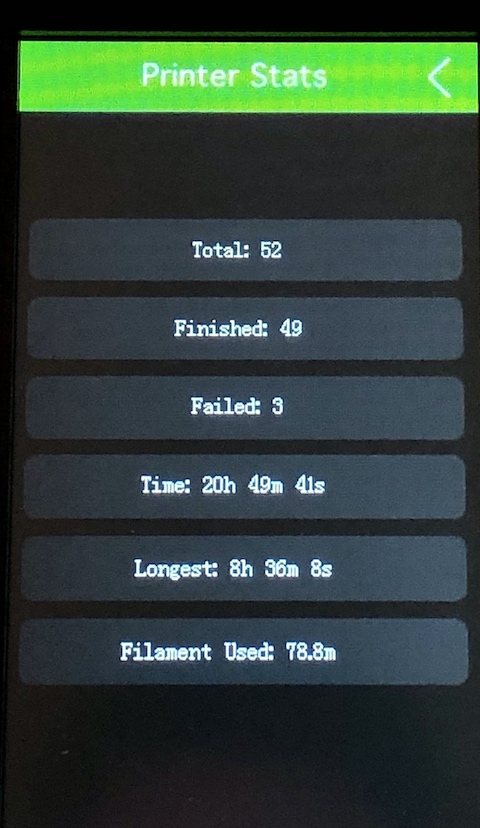 Printer Stats
Total: 52
Finished: 49
Failed: 3
Time: 20h 49m 41s
Longest: 8h 36m 8s
Filament Used: 78.8m